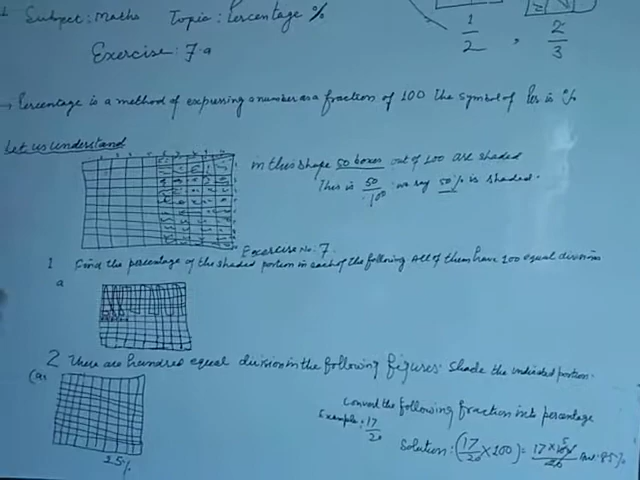 Subject: Maths Topic: Percentage %
1/2 , 2/3
Exercise: 7.a
→ Percentage is a method of expressing a number as a fraction of 100 the symbol of Per is %
Let us understand
in this shape 50 boxes out of 100 are shaded
This is 50/100 we say 50% is shaded.
Exercise No. 7.
1 Find the percentage of the shaded portion in each of the following All of them have 100 equal divisions
a
2 There are hundred equal division in the following figures. Shade the indicated portion.
(a)
25%
Convert the following fraction into percentage
Example: 17/20
Solution: (17/20 × 100) = Ans. 85%